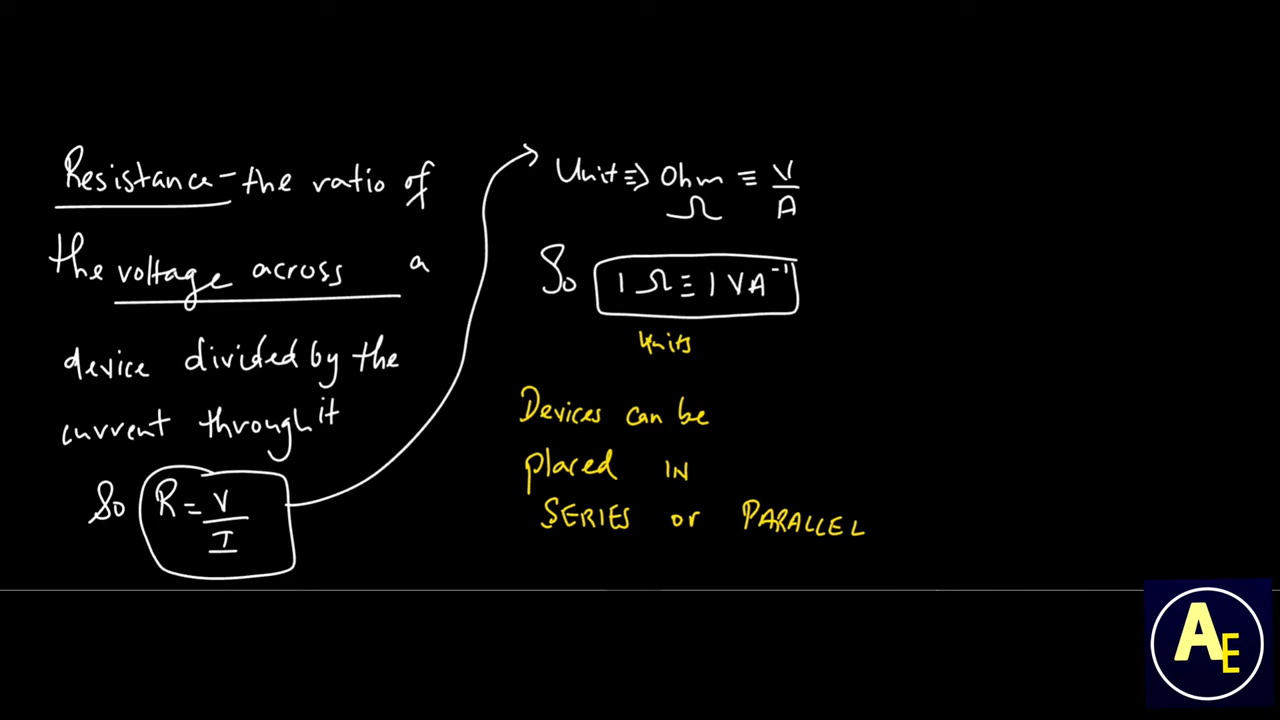 Resistance - the ratio of
the voltage across a
device divided by the
current through it
So R = V/I
Unit ⇒ Ohm ≡ V/A
Ω
So 1 Ω ≡ 1 VA⁻¹
Units
Devices can be
placed IN
SERIES or PARALLEL
AE